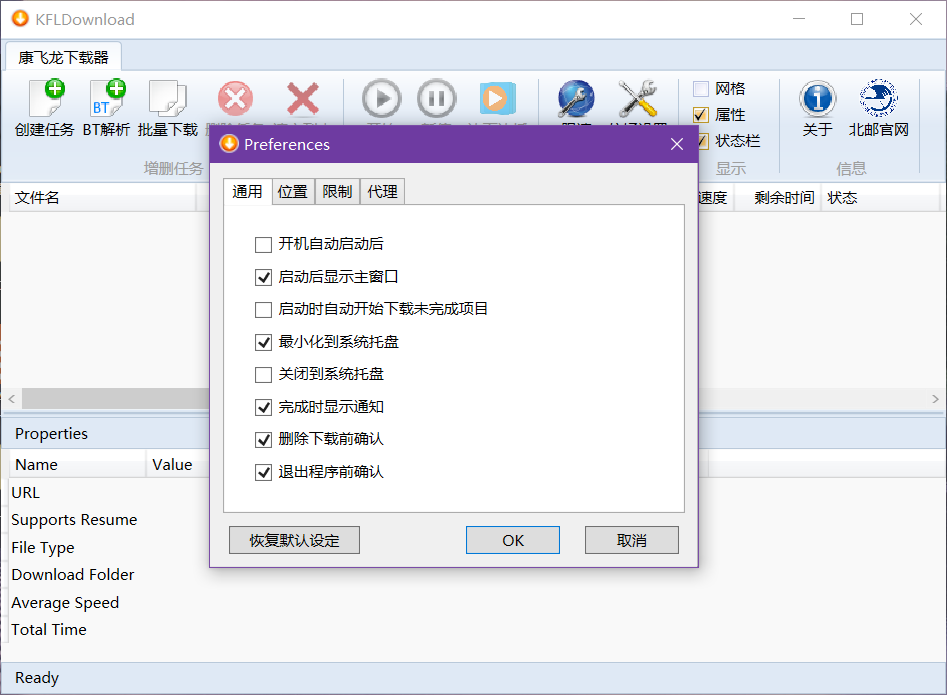 KFLDownload
康飞龙下载器
创建任务 BT解析 批量下载
网格
属性
状态栏
关于 北邮官网
增删任务 显示 信息
文件名 速度 剩余时间 状态
Preferences
通用 位置 限制 代理
开机自动启动后
启动后显示主窗口
启动时自动开始下载未完成项目
最小化到系统托盘
关闭到系统托盘
完成时显示通知
删除下载前确认
退出程序前确认
恢复默认设定 OK 取消
Properties
Name Value
URL
Supports Resume
File Type
Download Folder
Average Speed
Total Time
Ready